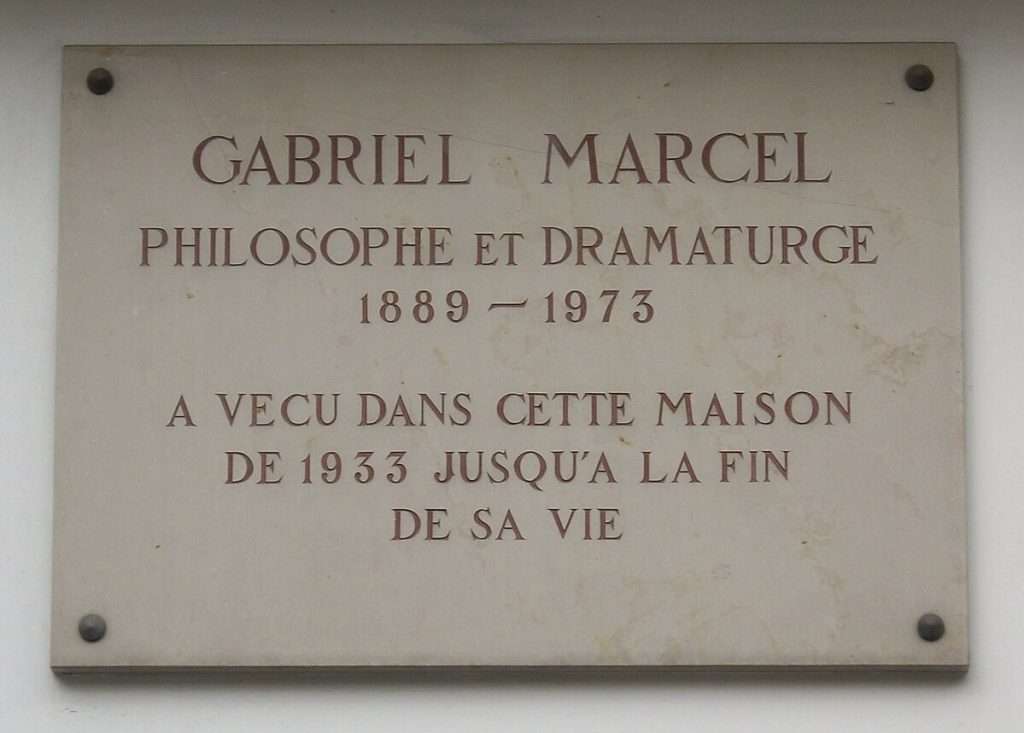 GABRIEL MARCEL
PHILOSOPHE ET DRAMATURGE
1889 — 1973
A VECU DANS CETTE MAISON
DE 1933 JUSQU'A LA FIN
DE SA VIE